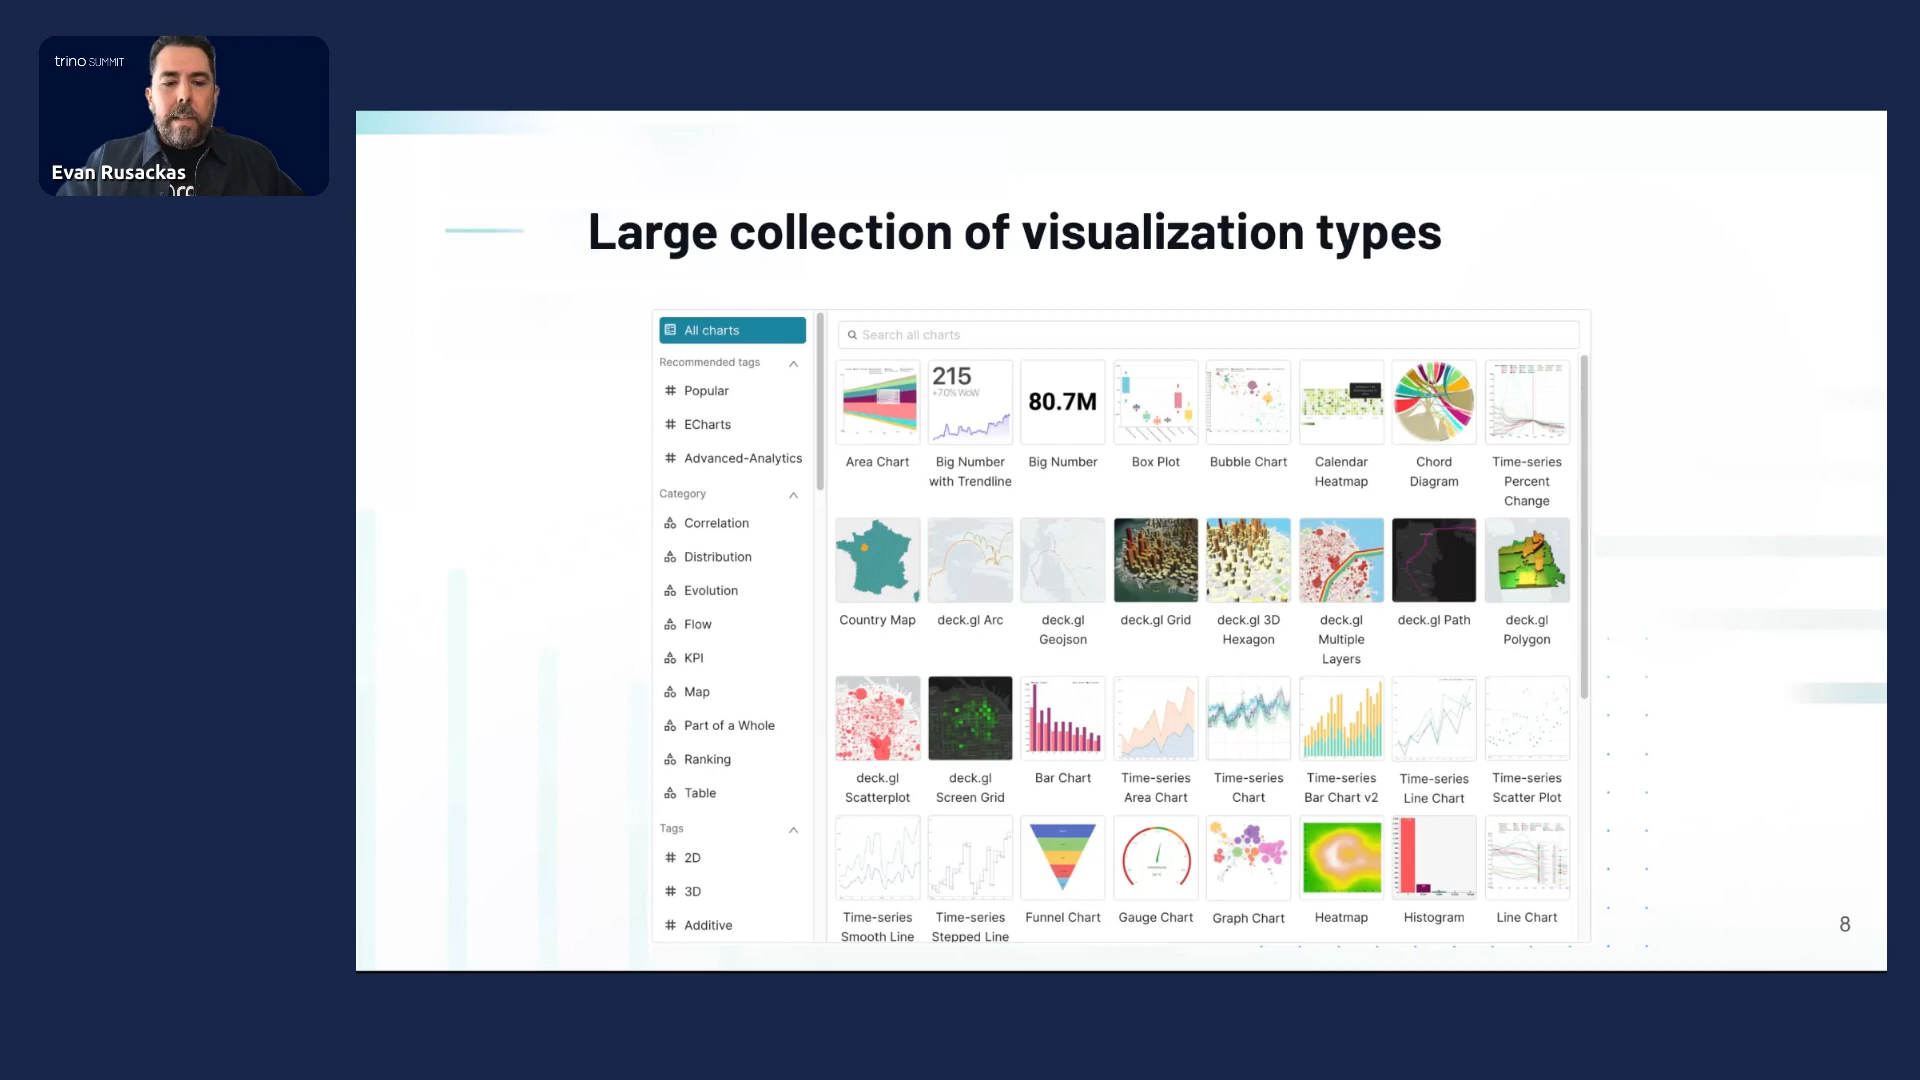 trino SUMMIT
Evan Rusackas
Large collection of visualization types
All charts
Recommended tags
# Popular
# ECharts
# Advanced-Analytics
Category
Correlation
Distribution
Evolution
Flow
KPI
Map
Part of a Whole
Ranking
Table
Tags
# 2D
# 3D
# Additive
Search all charts
215
+7.0% WoW
80.7M
Area Chart
Big Number
with Trendline
Big Number
Box Plot
Bubble Chart
Calendar
Heatmap
Chord
Diagram
Time-series
Percent
Change
Country Map
deck.gl Arc
deck.gl
Geojson
deck.gl Grid
deck.gl 3D
Hexagon
deck.gl
Multiple
Layers
deck.gl Path
deck.gl
Polygon
deck.gl
Scatterplot
deck.gl
Screen Grid
Bar Chart
Time-series
Area Chart
Time-series
Chart
Time-series
Bar Chart v2
Time-series
Line Chart
Time-series
Scatter Plot
Time-series
Smooth Line
Time-series
Stepped Line
Funnel Chart
Gauge Chart
Graph Chart
Heatmap
Histogram
Line Chart
8